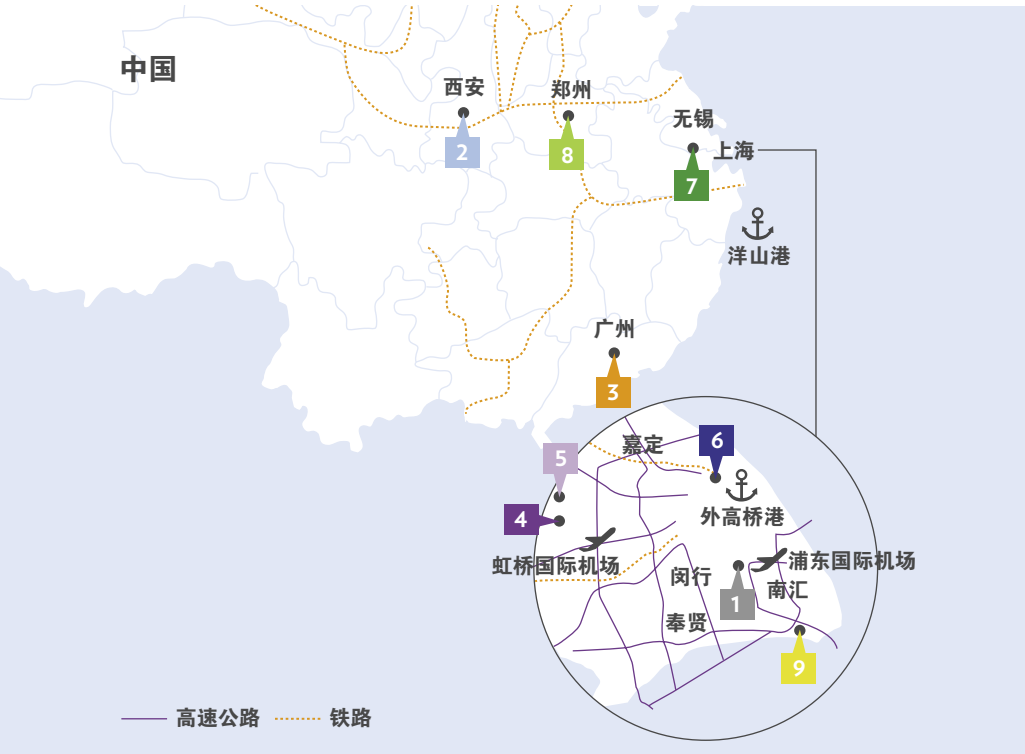 中国
西安
郑州
2
8
无锡
上海
7
洋山港
广州
3
嘉定
6
5
4
外高桥港
虹桥国际机场
浦东国际机场
闵行
南汇
1
奉贤
9
高速公路
铁路